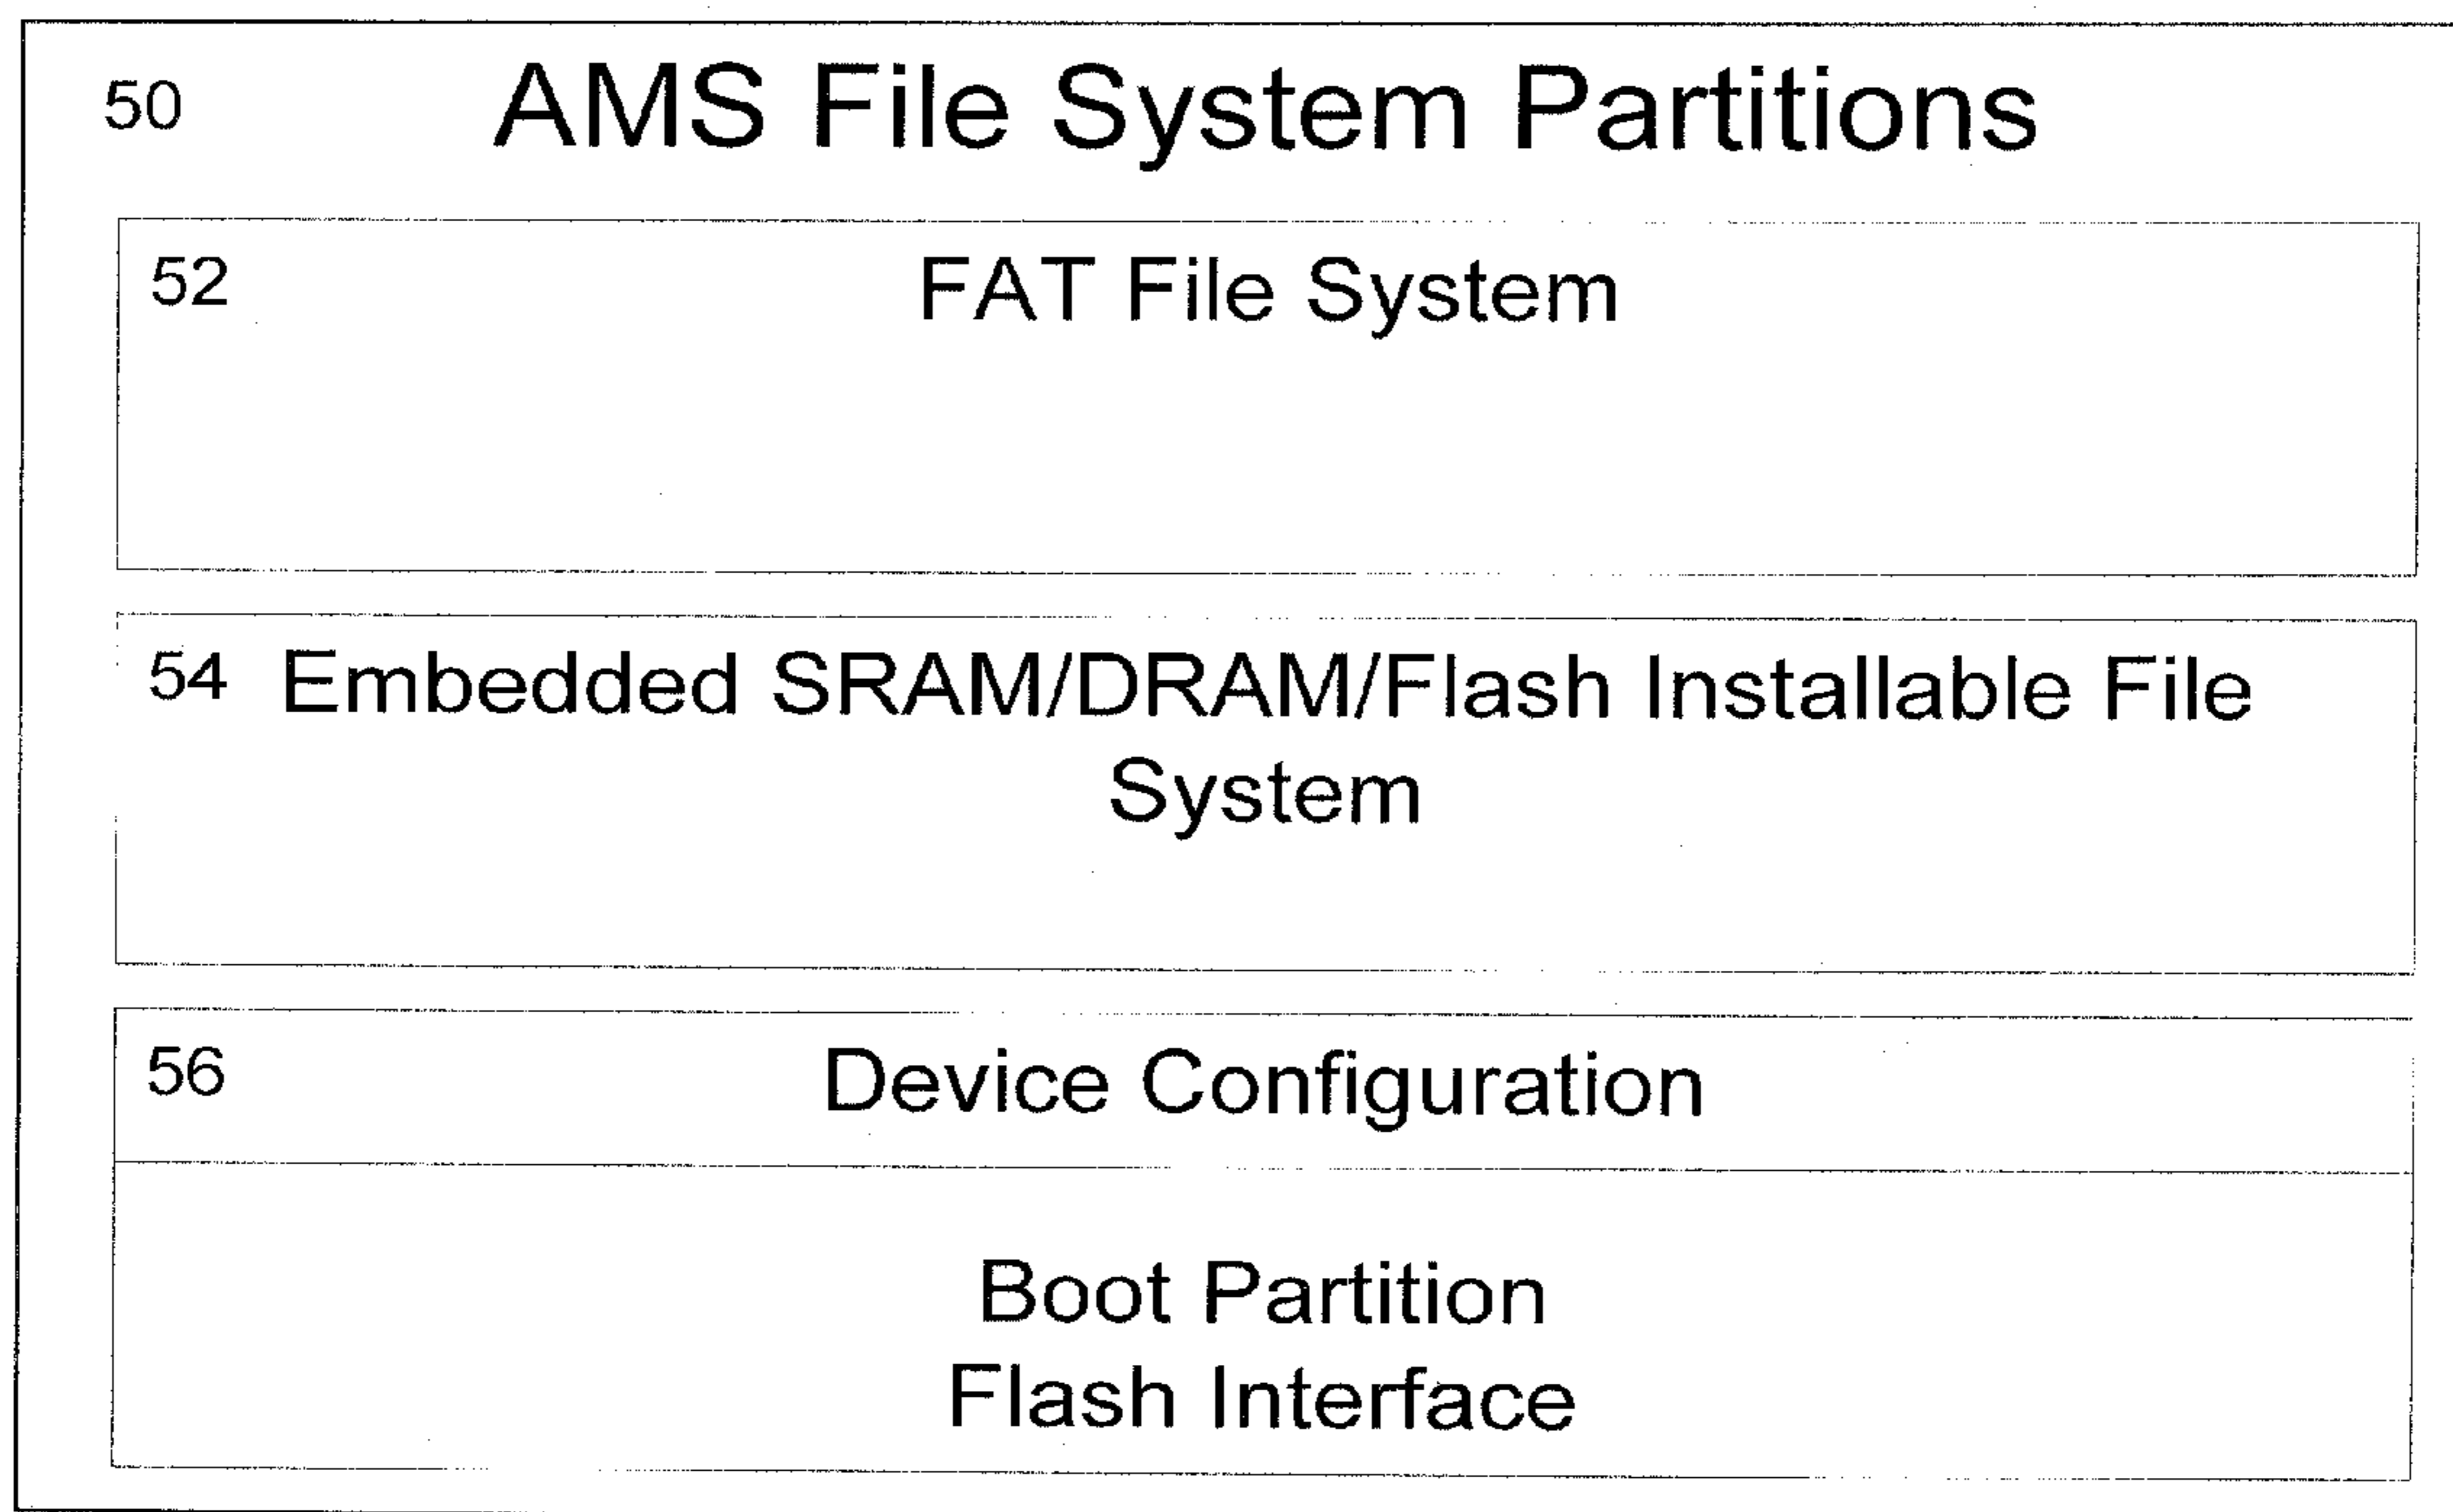 50 AMS File System Partitions
52 FAT File System
54 Embedded SRAM/DRAM/Flash Installable File
System
56 Device Configuration
Boot Partition
Flash Interface